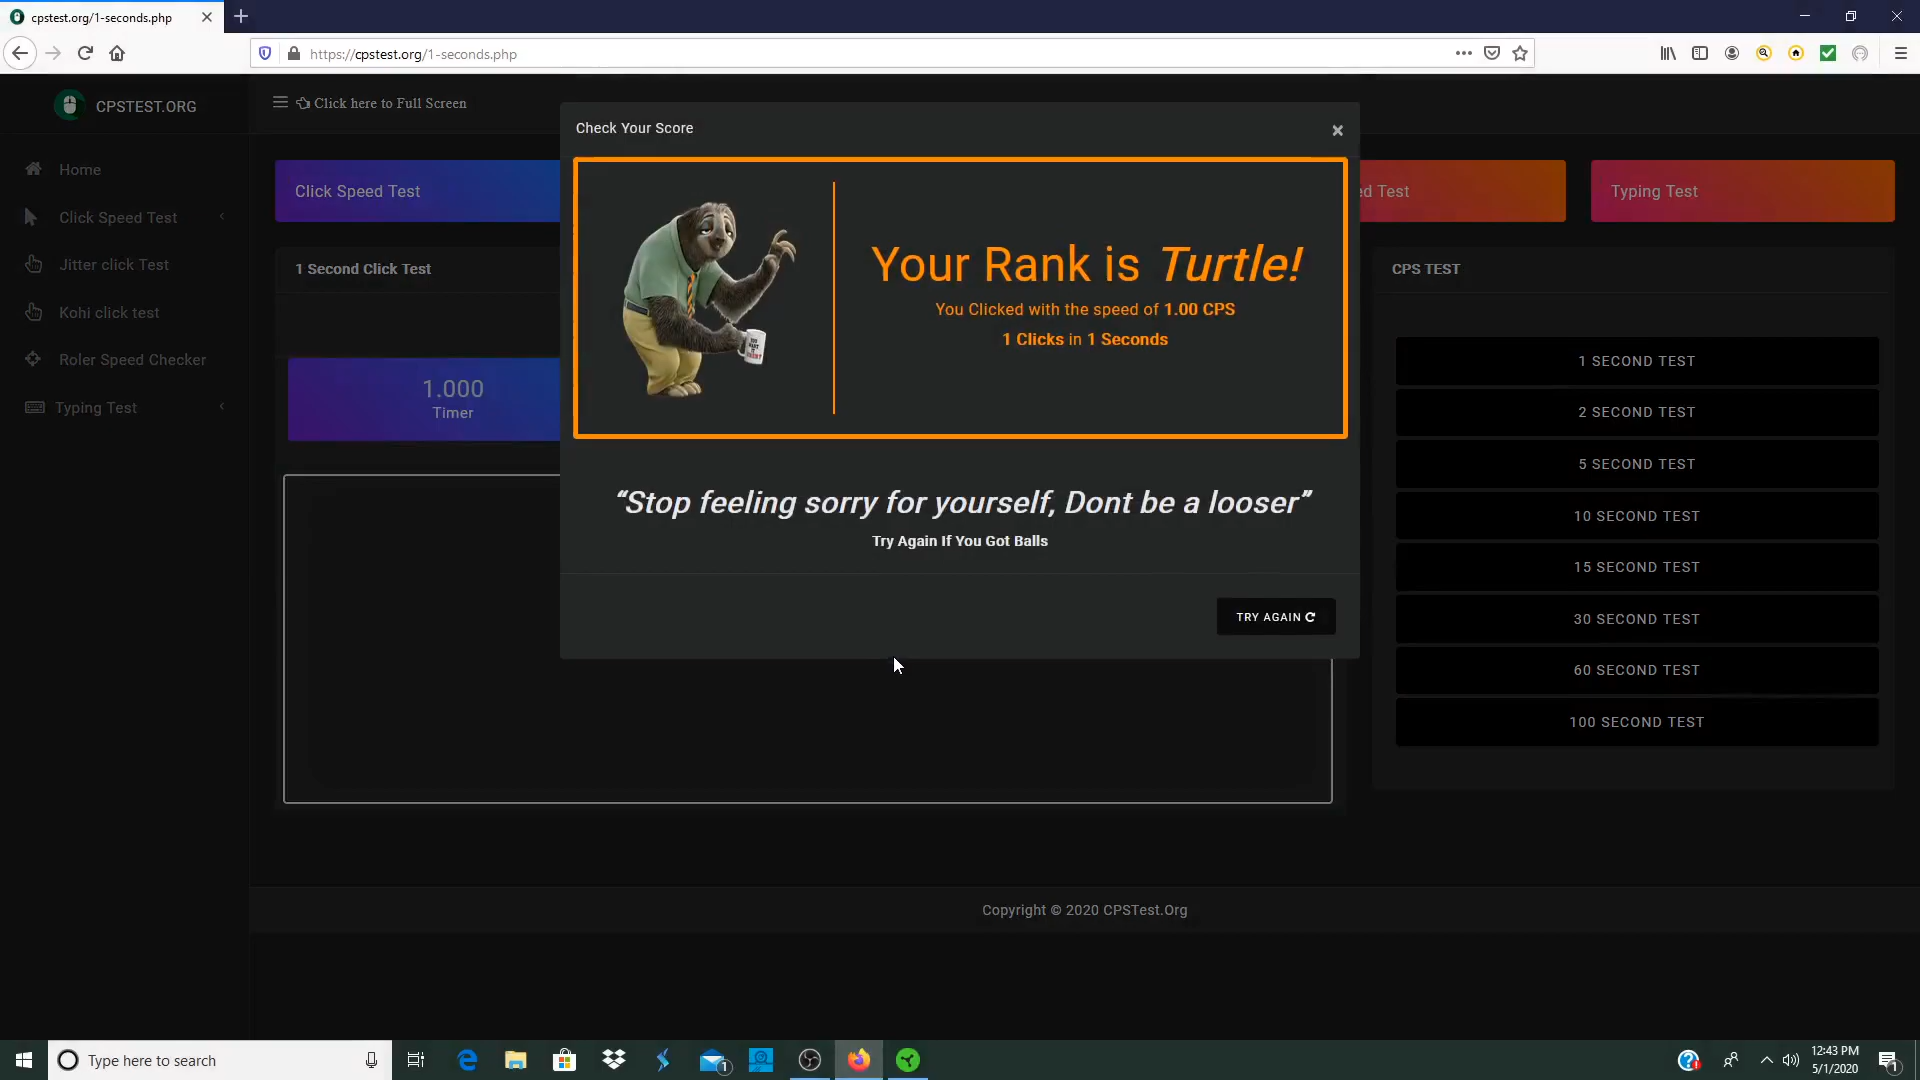 cpstest.org/1-seconds.php
https://cpstest.org/1-seconds.php
CPSTEST.ORG
Click here to Full Screen
Home
Click Speed Test
Jitter click Test
Kohi click test
Roler Speed Checker
Typing Test
Click Speed Test
ed Test
Typing Test
1 Second Click Test
1.000
Timer
Check Your Score
Your Rank is Turtle!
You Clicked with the speed of 1.00 CPS
1 Clicks in 1 Seconds
“Stop feeling sorry for yourself, Dont be a looser”
Try Again If You Got Balls
TRY AGAIN
CPS TEST
1 SECOND TEST
2 SECOND TEST
5 SECOND TEST
10 SECOND TEST
15 SECOND TEST
30 SECOND TEST
60 SECOND TEST
100 SECOND TEST
Copyright © 2020 CPSTest.Org
Type here to search
1
12:43 PM
5/1/2020
1